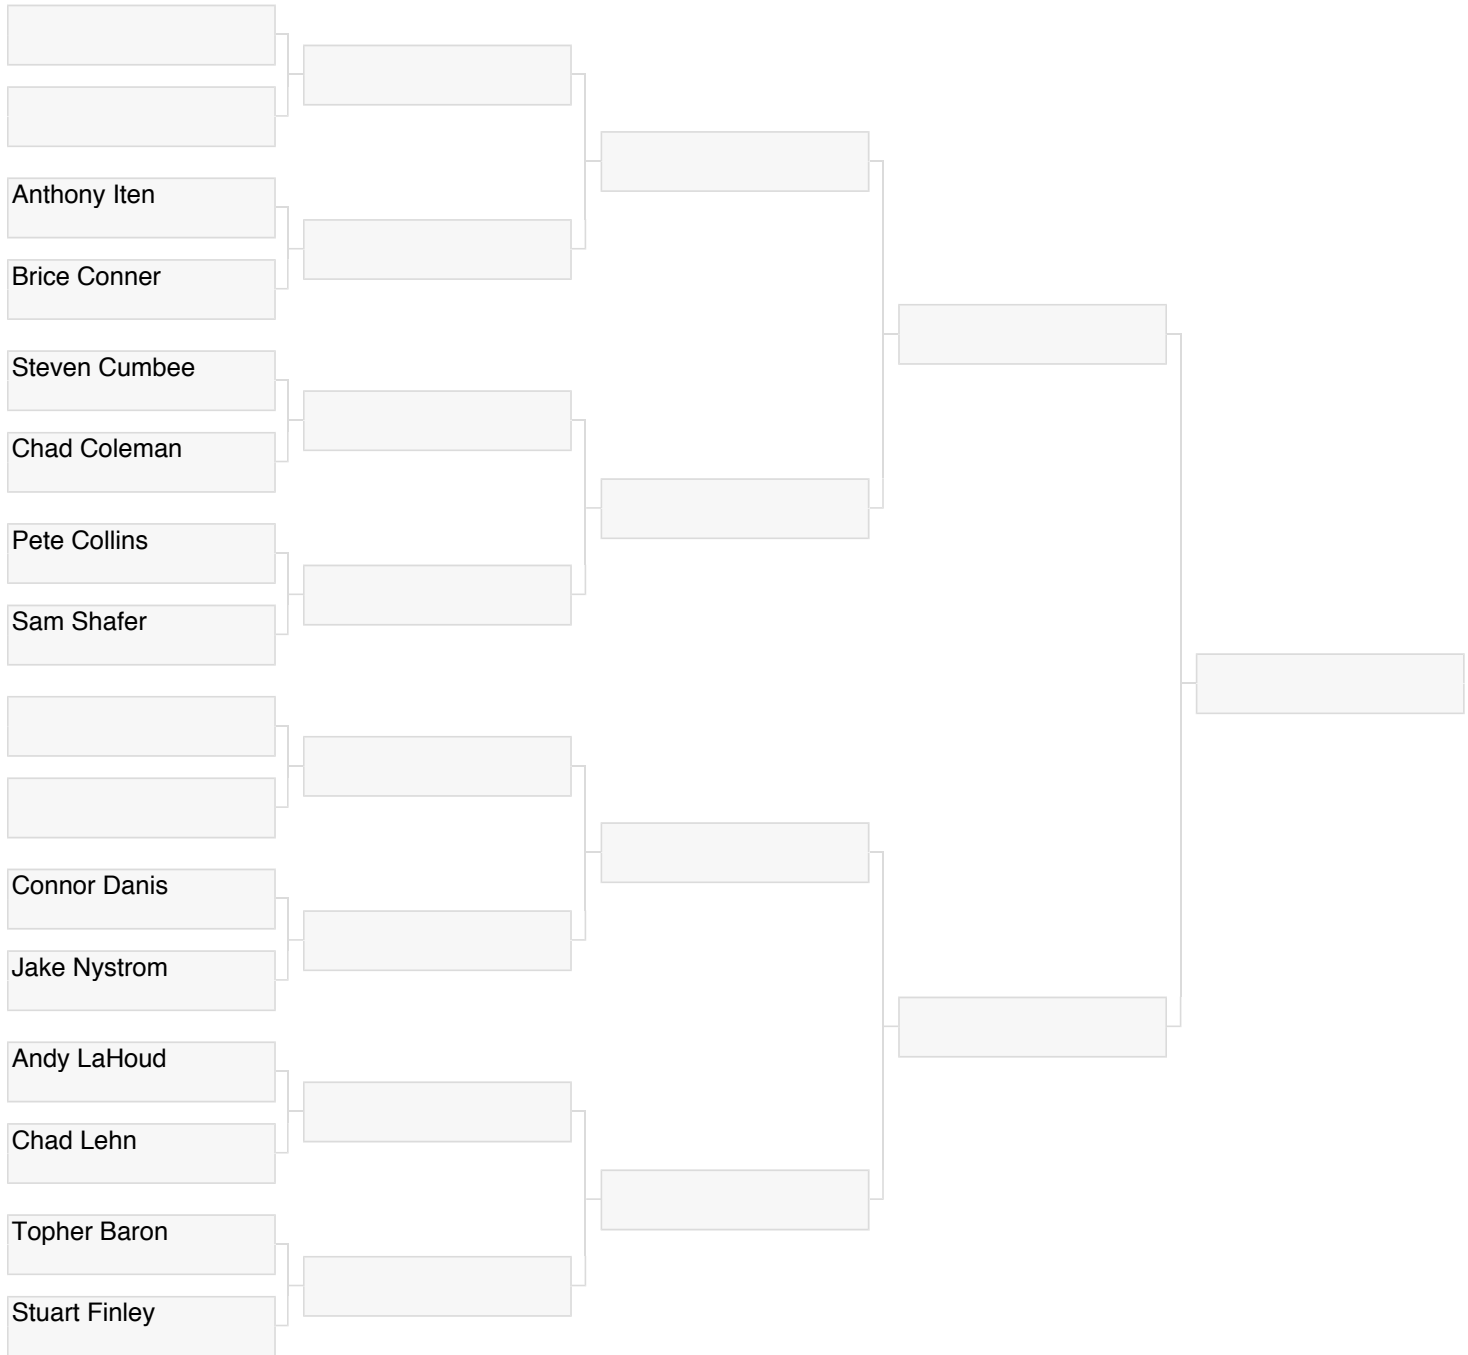 Anthony Iten
Brice Conner
Steven Cumbee
Chad Coleman
Pete Collins
Sam Shafer
Connor Danis
Jake Nystrom
Andy LaHoud
Chad Lehn
Topher Baron
Stuart Finley